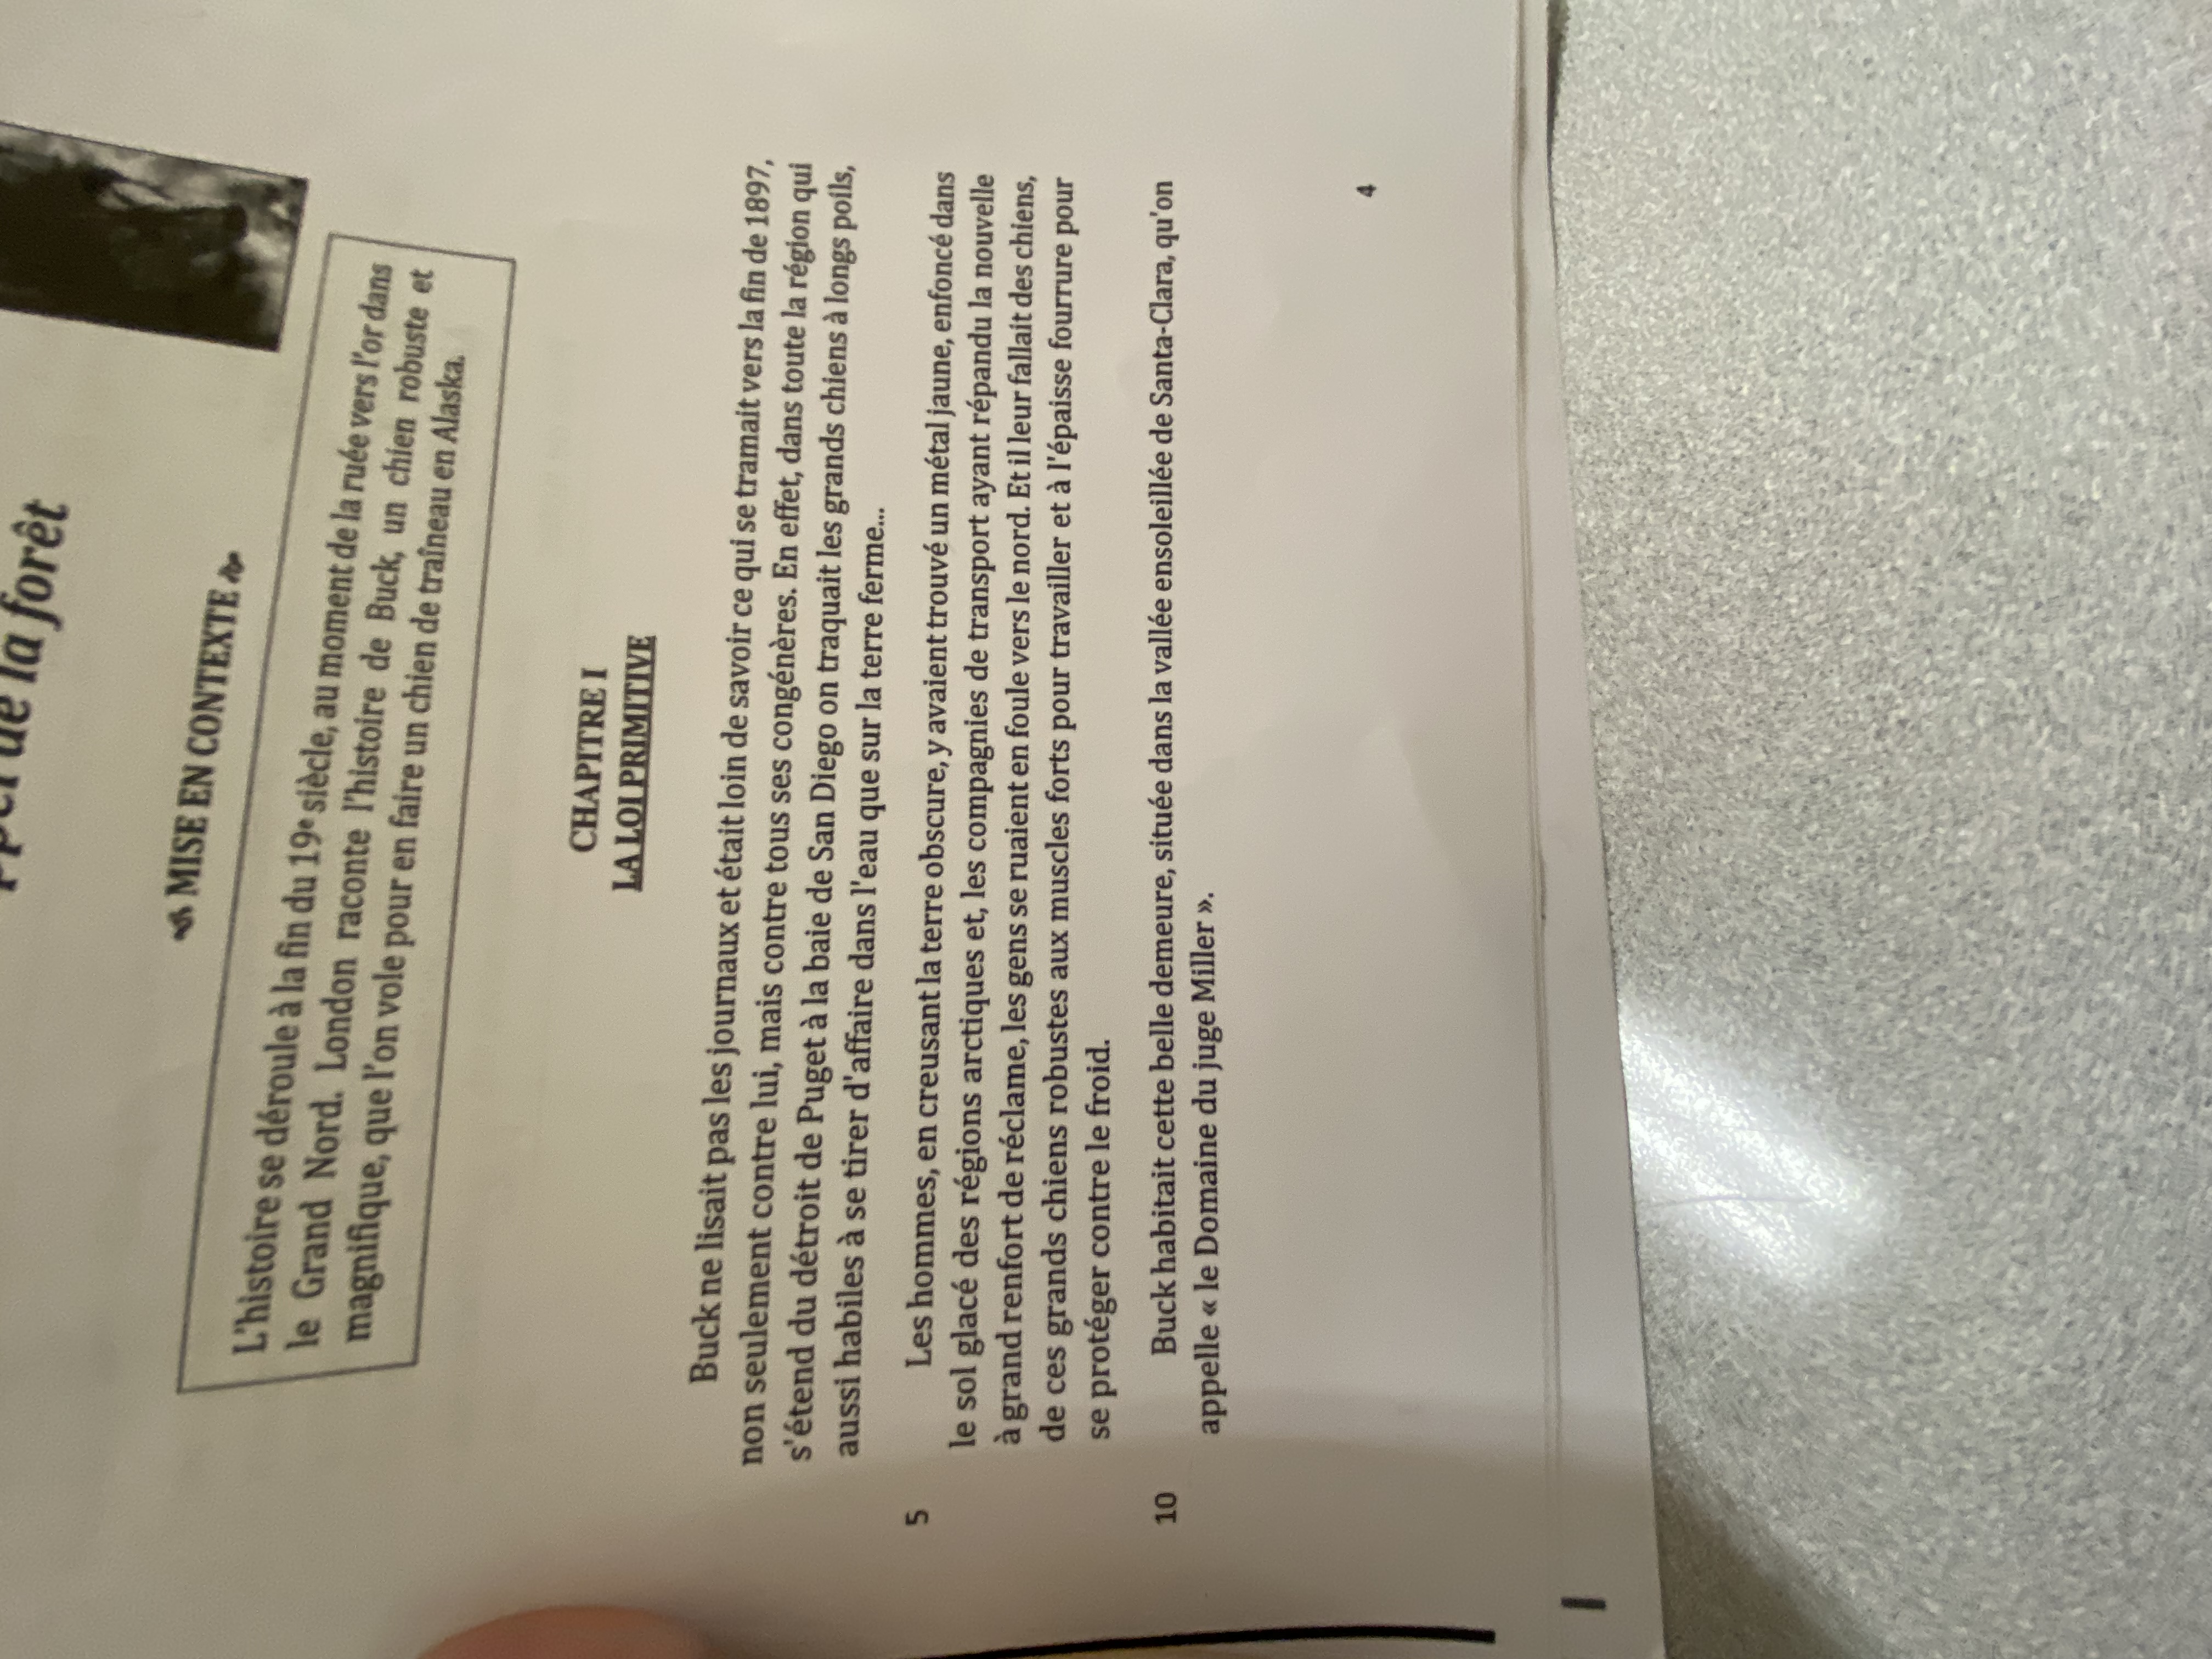 de la forêt
MISE EN CONTEXTE
L'histoire se déroule à la fin du 19e siècle, au moment de la ruée vers l'or dans
le Grand Nord. London raconte l'histoire de Buck, un chien robuste et
magnifique, que l'on vole pour en faire un chien de traîneau en Alaska.
CHAPITRE I
LA LOI PRIMITIVE
Buck ne lisait pas les journaux et était loin de savoir ce qui se tramait vers la fin de 1897,
non seulement contre lui, mais contre tous ses congénères. En effet, dans toute la région qui
s'étend du détroit de Puget à la baie de San Diego on traquait les grands chiens à longs poils,
aussi habiles à se tirer d'affaire dans l'eau que sur la terre ferme...
5 Les hommes, en creusant la terre obscure, y avaient trouvé un métal jaune, enfoncé dans
le sol glacé des régions arctiques et, les compagnies de transport ayant répandu la nouvelle
à grand renfort de réclame, les gens se ruaient en foule vers le nord. Et il leur fallait des chiens,
de ces grands chiens robustes aux muscles forts pour travailler et à l'épaisse fourrure pour
se protéger contre le froid.
10 Buck habitait cette belle demeure, située dans la vallée ensoleillée de Santa-Clara, qu'on
appelle « le Domaine du juge Miller ».
4